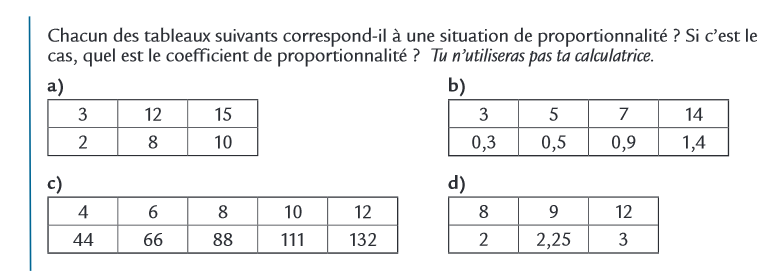 Chacun des tableaux suivants correspond-il à une situation de proportionnalité ? Si c'est le
cas, quel est le coefficient de proportionnalité ? Tu n'utiliseras pas ta calculatrice.
a)
3 12 15
2 8 10
b)
3 5 7 14
0,3 0,5 0,9 1,4
c)
4 6 8 10 12
44 66 88 111 132
d)
8 9 12
2 2,25 3